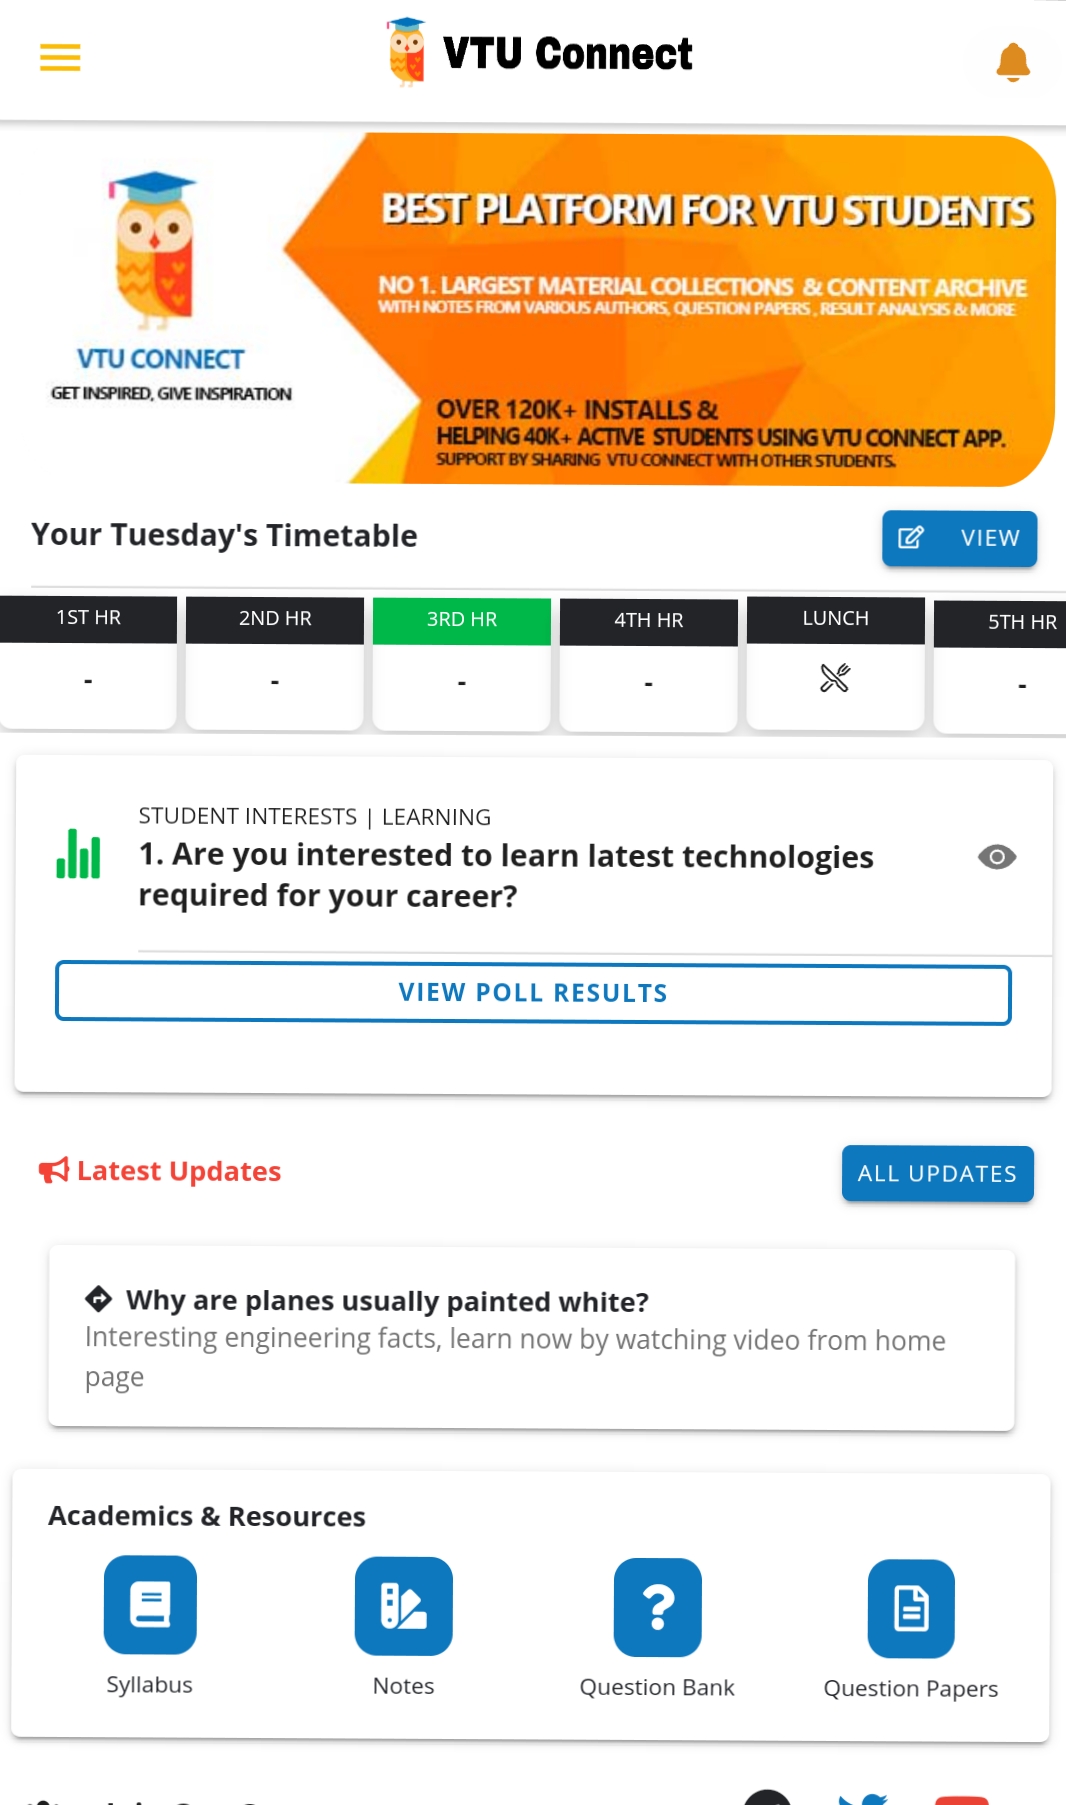 VTU Connect
BEST PLATFORM FOR VTU STUDENTS
NO 1. LARGEST MATERIAL COLLECTIONS & CONTENT ARCHIVE
WITH NOTES FROM VARIOUS AUTHORS, QUESTION PAPERS , RESULT ANALYSIS & MORE
VTU CONNECT
GET INSPIRED, GIVE INSPIRATION
OVER 120K+ INSTALLS &
HELPING 40K+ ACTIVE STUDENTS USING VTU CONNECT APP.
SUPPORT BY SHARING VTU CONNECT WITH OTHER STUDENTS.
Your Tuesday's Timetable
VIEW
1ST HR 2ND HR 3RD HR 4TH HR LUNCH 5TH HR
- - - - -
STUDENT INTERESTS | LEARNING
1. Are you interested to learn latest technologies
required for your career?
VIEW POLL RESULTS
Latest Updates
ALL UPDATES
Why are planes usually painted white?
Interesting engineering facts, learn now by watching video from home
page
Academics & Resources
Syllabus Notes Question Bank Question Papers